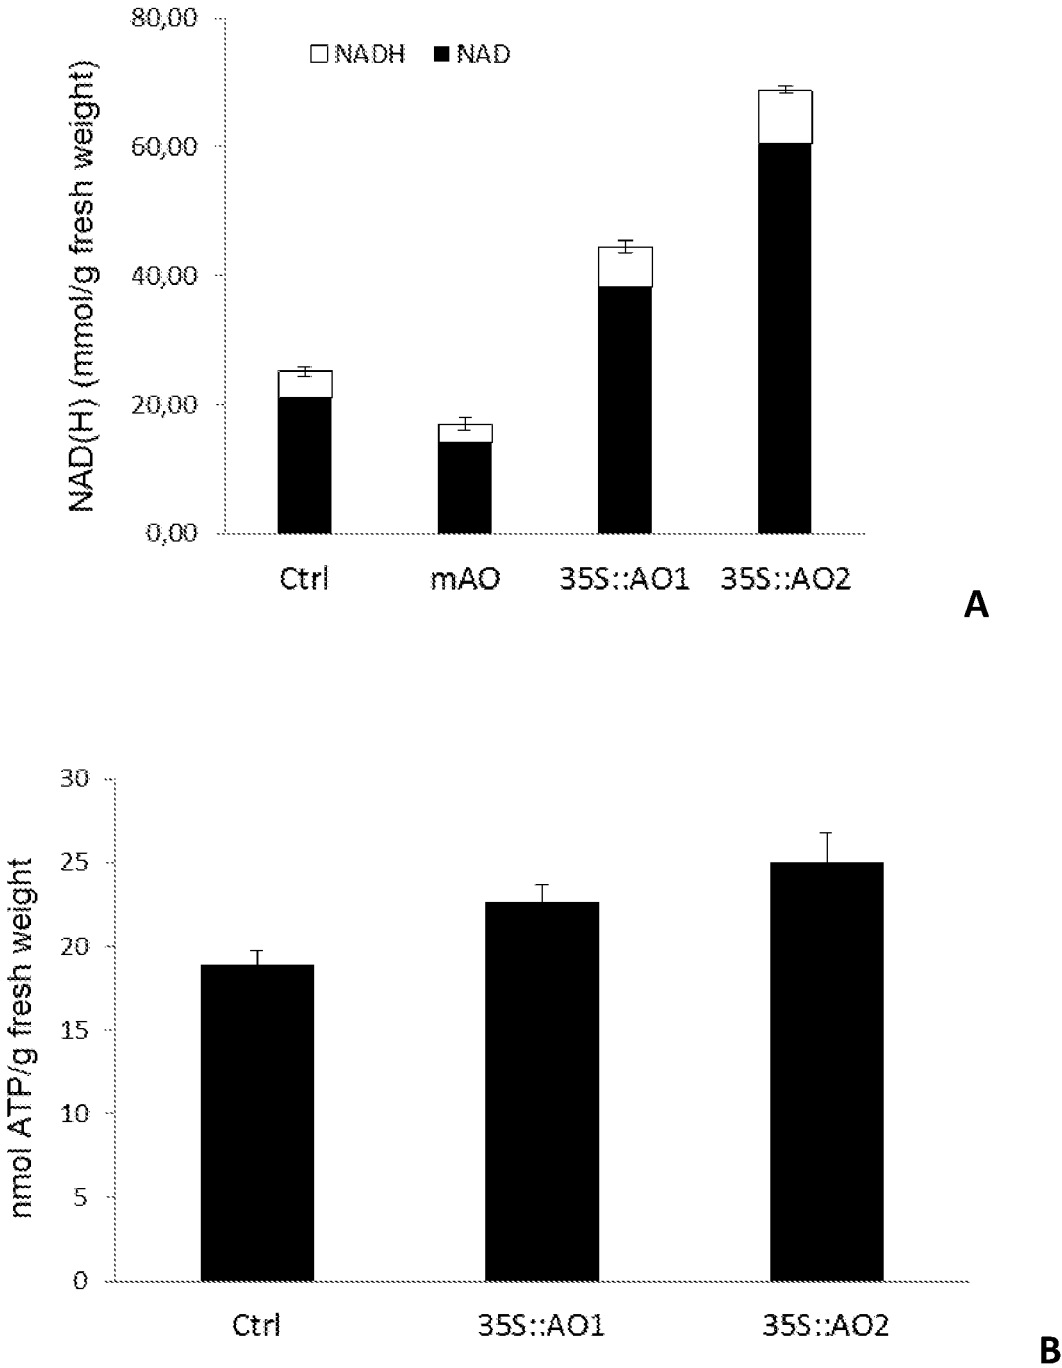 80,00
NADH NAD
60,00
40,00
20,00
0,00
NAD(H) (mmol/g fresh weight)
Ctrl mAO 35S::AO1 35S::AO2
A
30
25
20
15
10
5
0
nmol ATP/g fresh weight
Ctrl 35S::AO1 35S::AO2
B